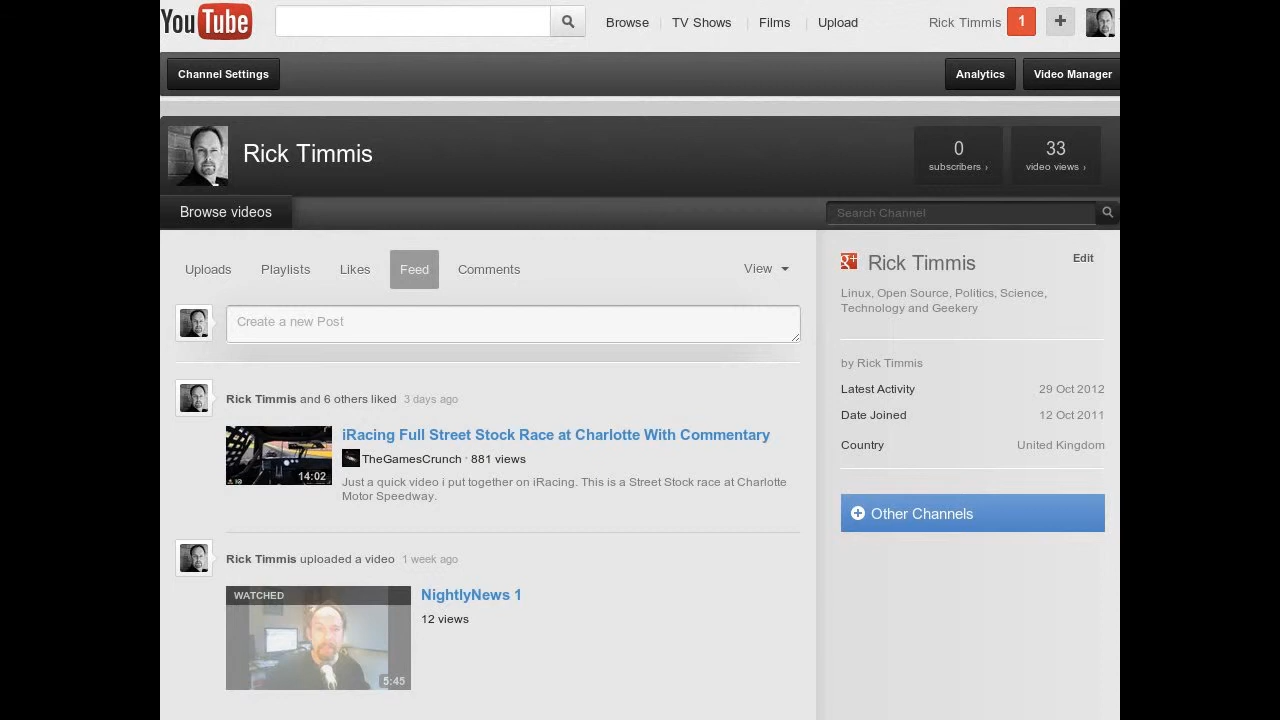 YouTube
Browse
TV Shows
Films
Upload
Rick Timmis
1
Channel Settings
Analytics
Video Manager
Rick Timmis
0
subscribers ›
33
video views ›
Browse videos
Search Channel
Uploads
Playlists
Likes
Feed
Comments
View
Create a new Post
Rick Timmis and 6 others liked 3 days ago
14:02
iRacing Full Street Stock Race at Charlotte With Commentary
TheGamesCrunch · 881 views
Just a quick video i put together on iRacing. This is a Street Stock race at Charlotte
Motor Speedway.
Rick Timmis uploaded a video 1 week ago
WATCHED
5:45
NightlyNews 1
12 views
g+ Rick Timmis
Edit
Linux, Open Source, Politics, Science,
Technology and Geekery
by Rick Timmis
Latest Activity 29 Oct 2012
Date Joined 12 Oct 2011
Country United Kingdom
Other Channels